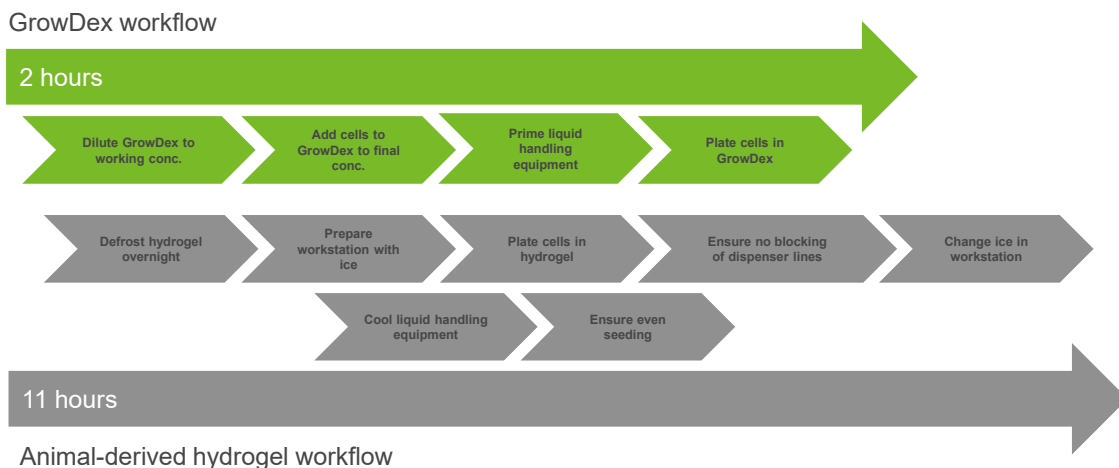 GrowDex workflow
2 hours
Dilute GrowDex to
working conc.
Add cells to
GrowDex to final
conc.
Prime liquid
handling
equipment
Plate cells in
GrowDex
Defrost hydrogel
overnight
Prepare
workstation with
ice
Plate cells in
hydrogel
Ensure no blocking
of dispenser lines
Change ice in
workstation
Cool liquid handling
equipment
Ensure even
seeding
11 hours
Animal-derived hydrogel workflow